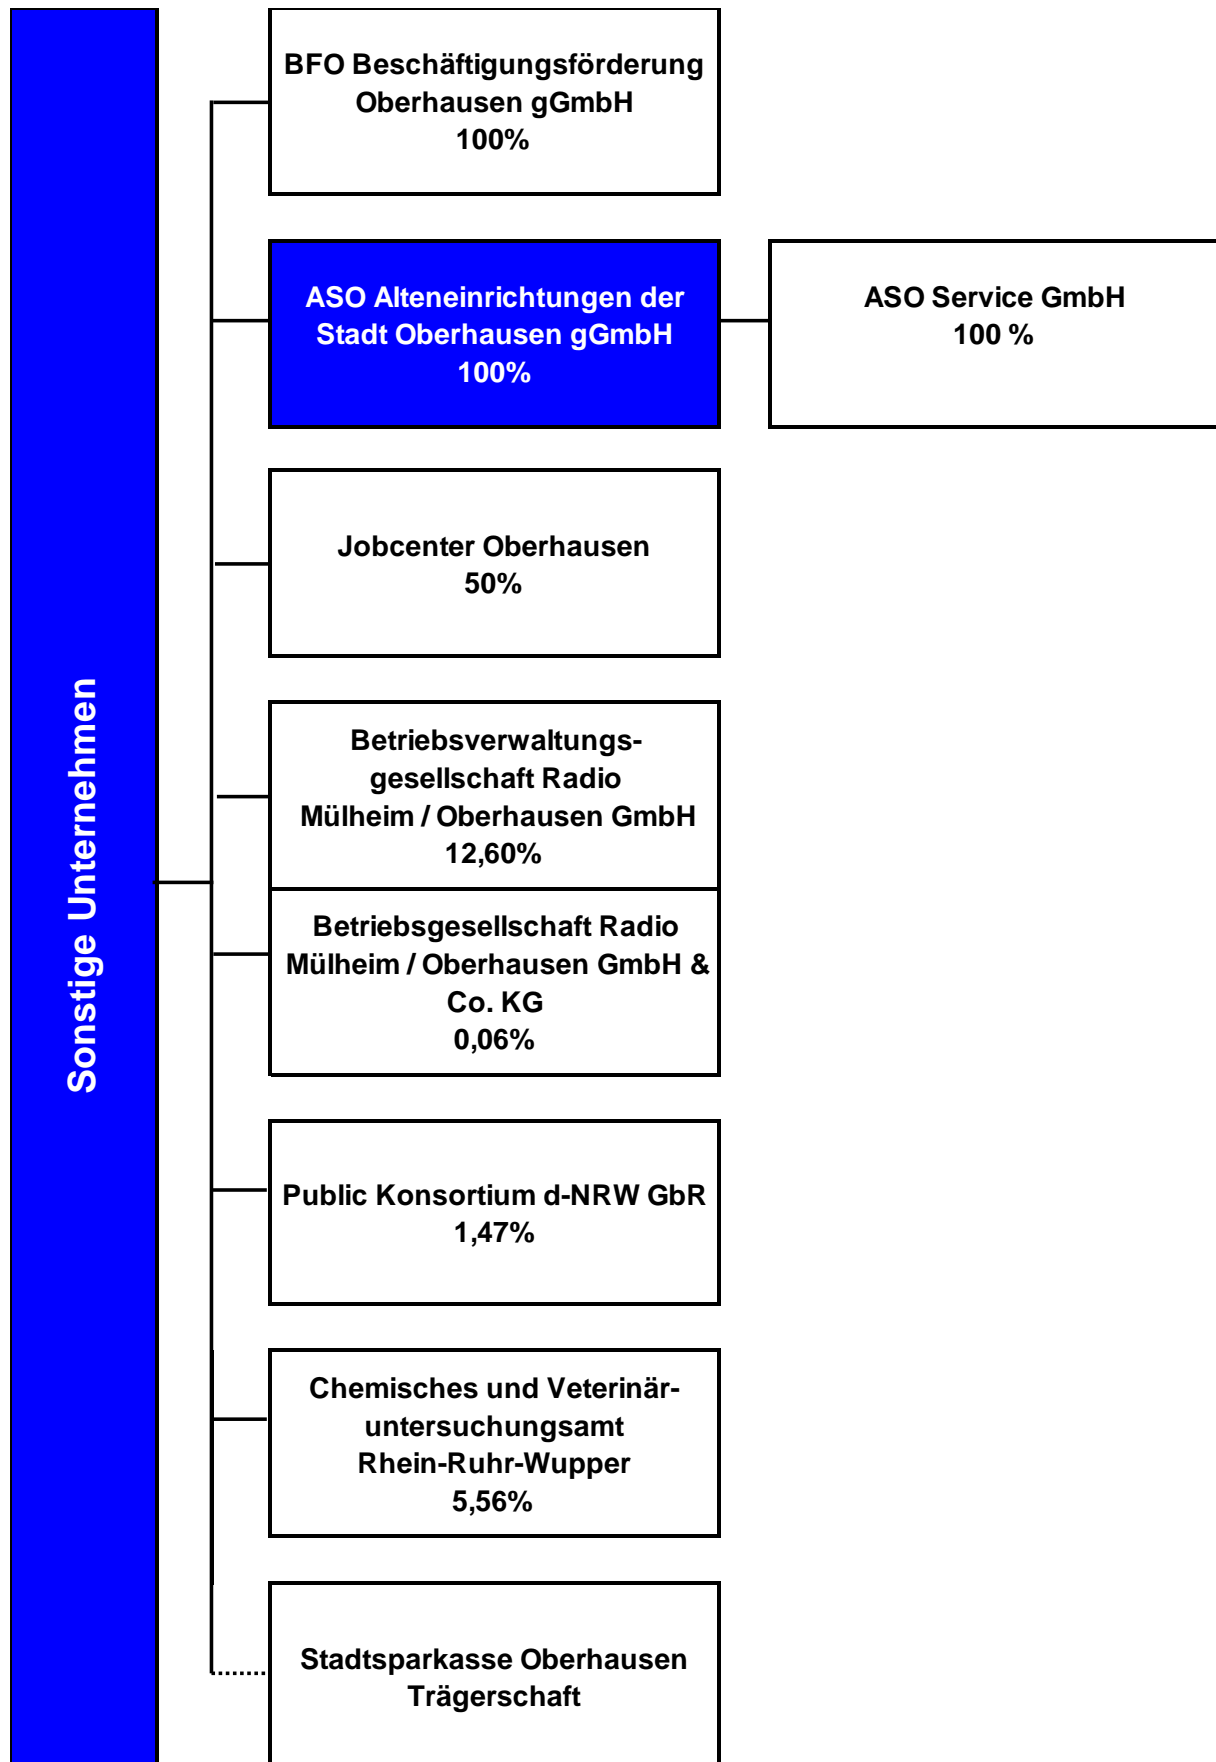 Sonstige Unternehmen
BFO Beschäftigungsförderung
Oberhausen gGmbH
100%
ASO Alteneinrichtungen der
Stadt Oberhausen gGmbH
100%
ASO Service GmbH
100 %
Jobcenter Oberhausen
50%
Betriebsverwaltungs-
gesellschaft Radio
Mülheim / Oberhausen GmbH
12,60%
Betriebsgesellschaft Radio
Mülheim / Oberhausen GmbH &
Co. KG
0,06%
Public Konsortium d-NRW GbR
1,47%
Chemisches und Veterinär-
untersuchungsamt
Rhein-Ruhr-Wupper
5,56%
Stadtsparkasse Oberhausen
Trägerschaft